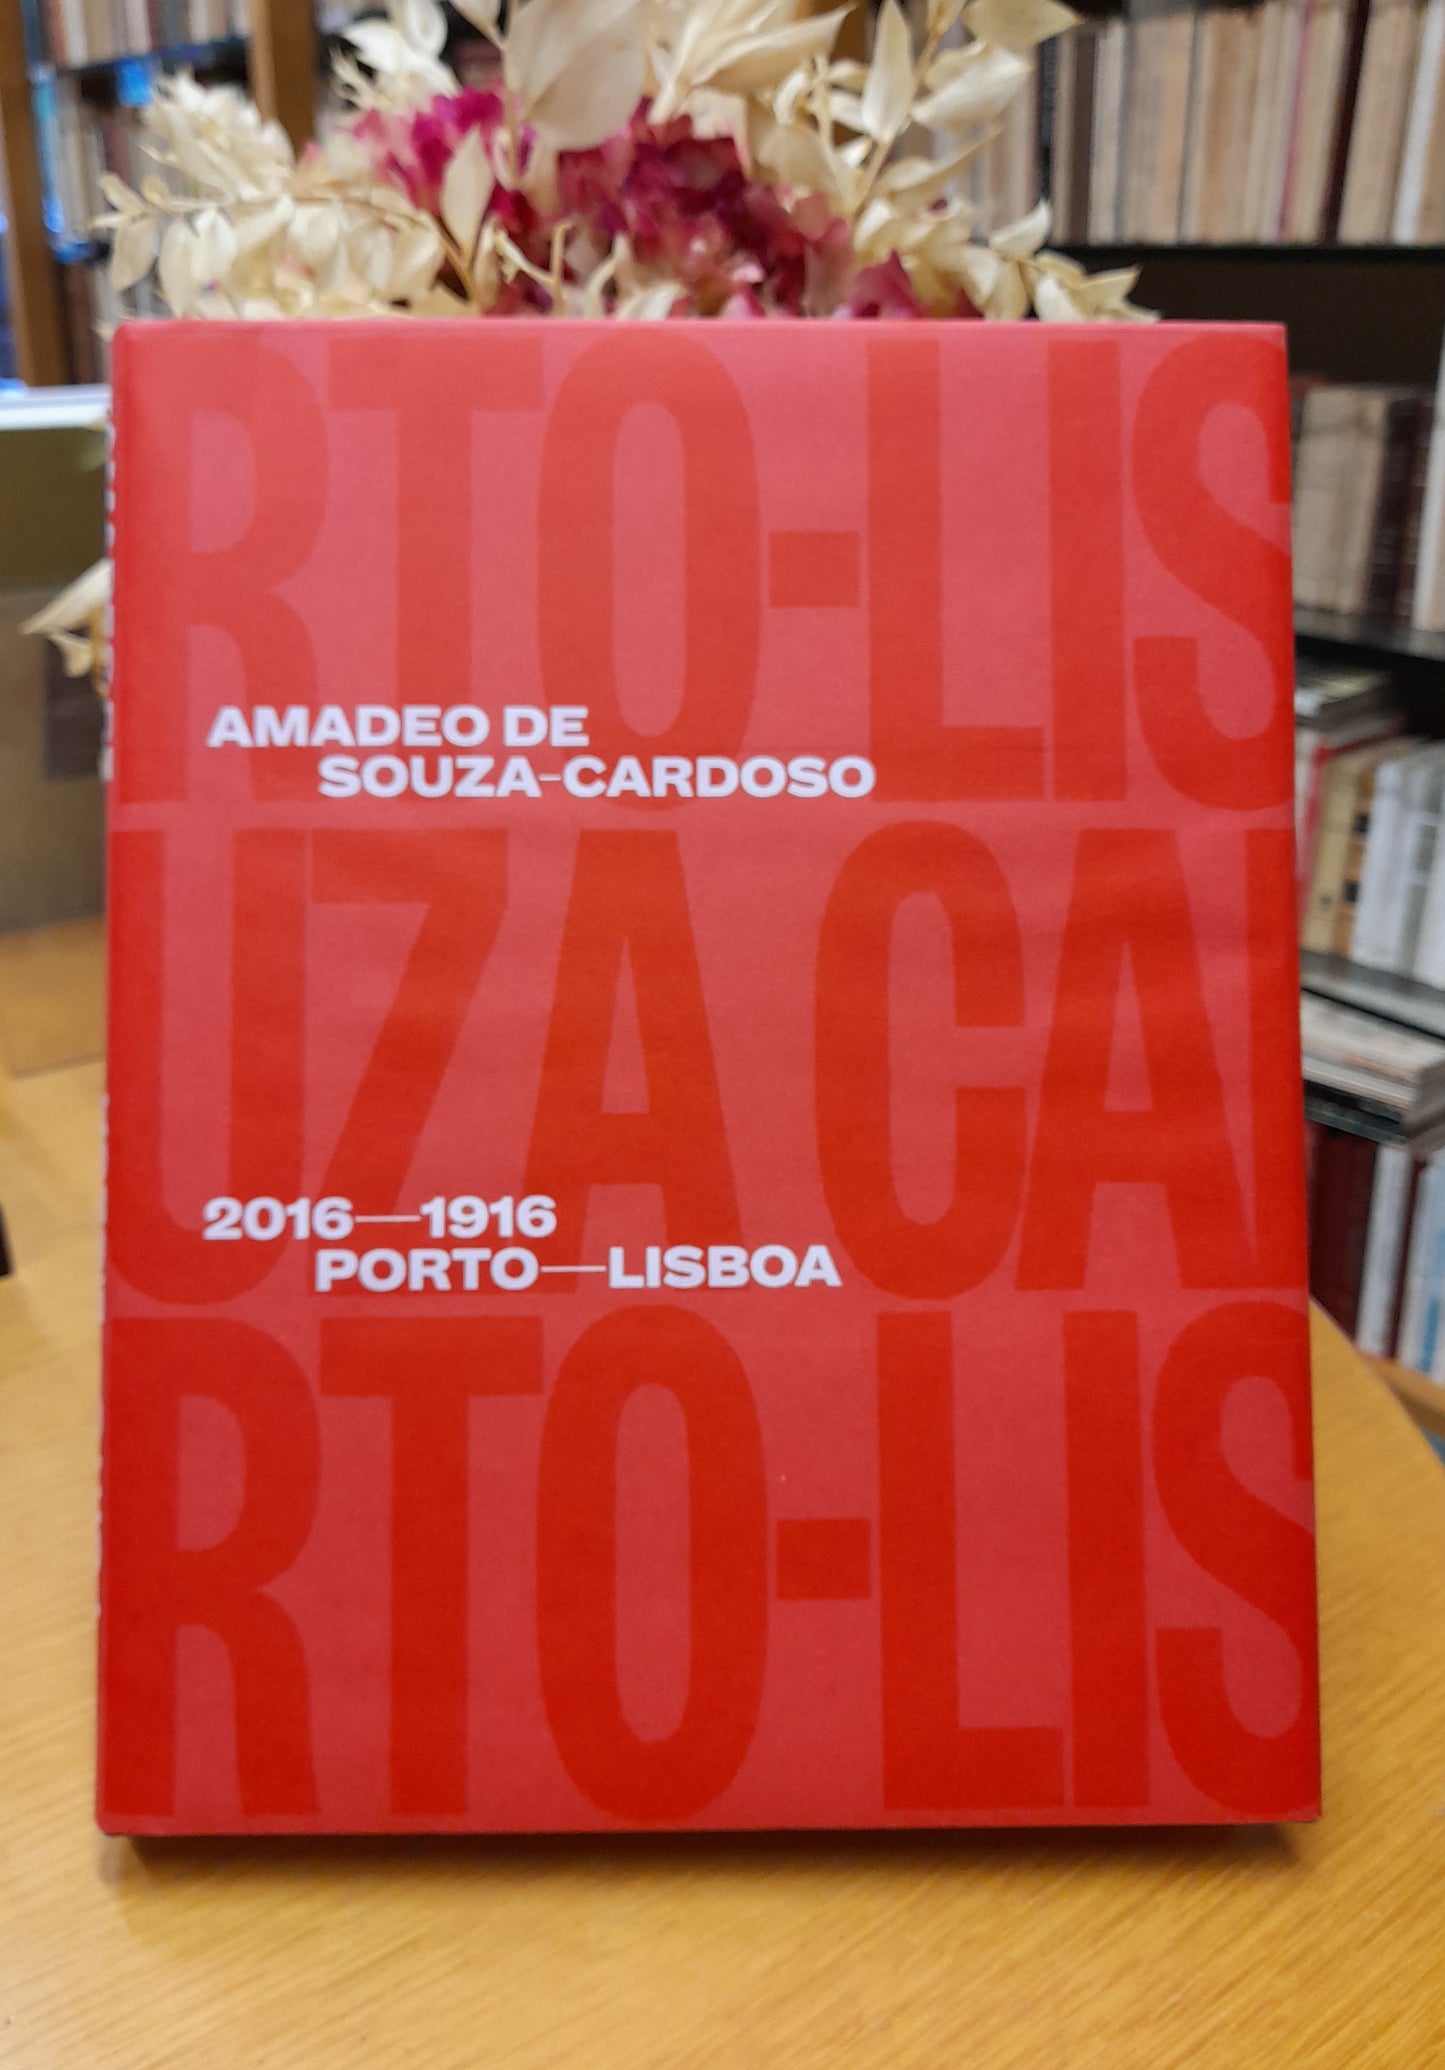 RTO-LIS
AMADEO DE
SOUZA-CARDOSO
UZA CA
2016—1916
PORTO—LISBOA
RTO-LIS